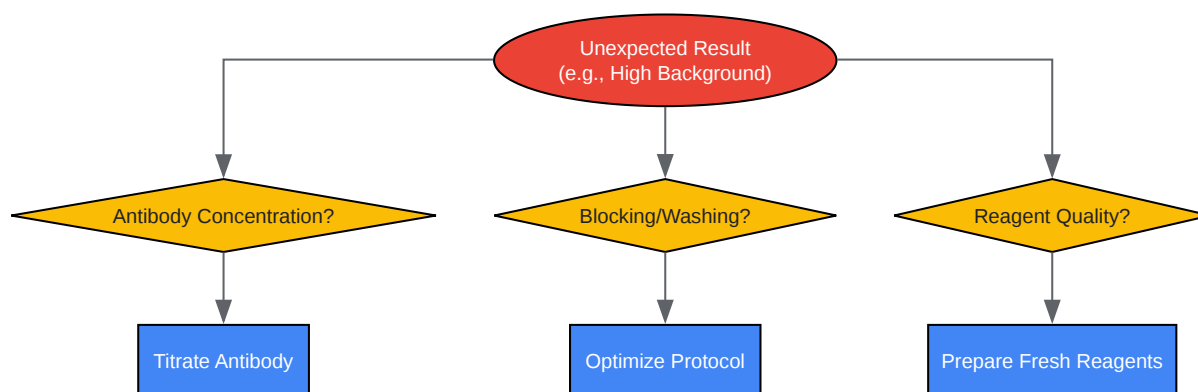 Unexpected Result
(e.g., High Background)
Antibody Concentration?
Blocking/Washing?
Reagent Quality?
Titrate Antibody
Optimize Protocol
Prepare Fresh Reagents